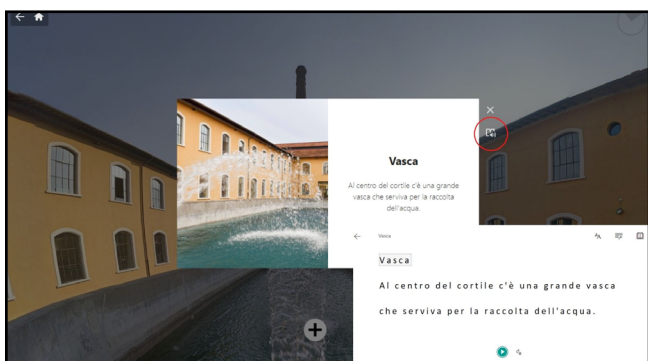 Vasca
Al centro del cortile c'è una grande
vasca che serviva per la raccolta
dell'acqua.
Vasca
Vasca
Al centro del cortile c'è una grande vasca
che serviva per la raccolta dell'acqua.